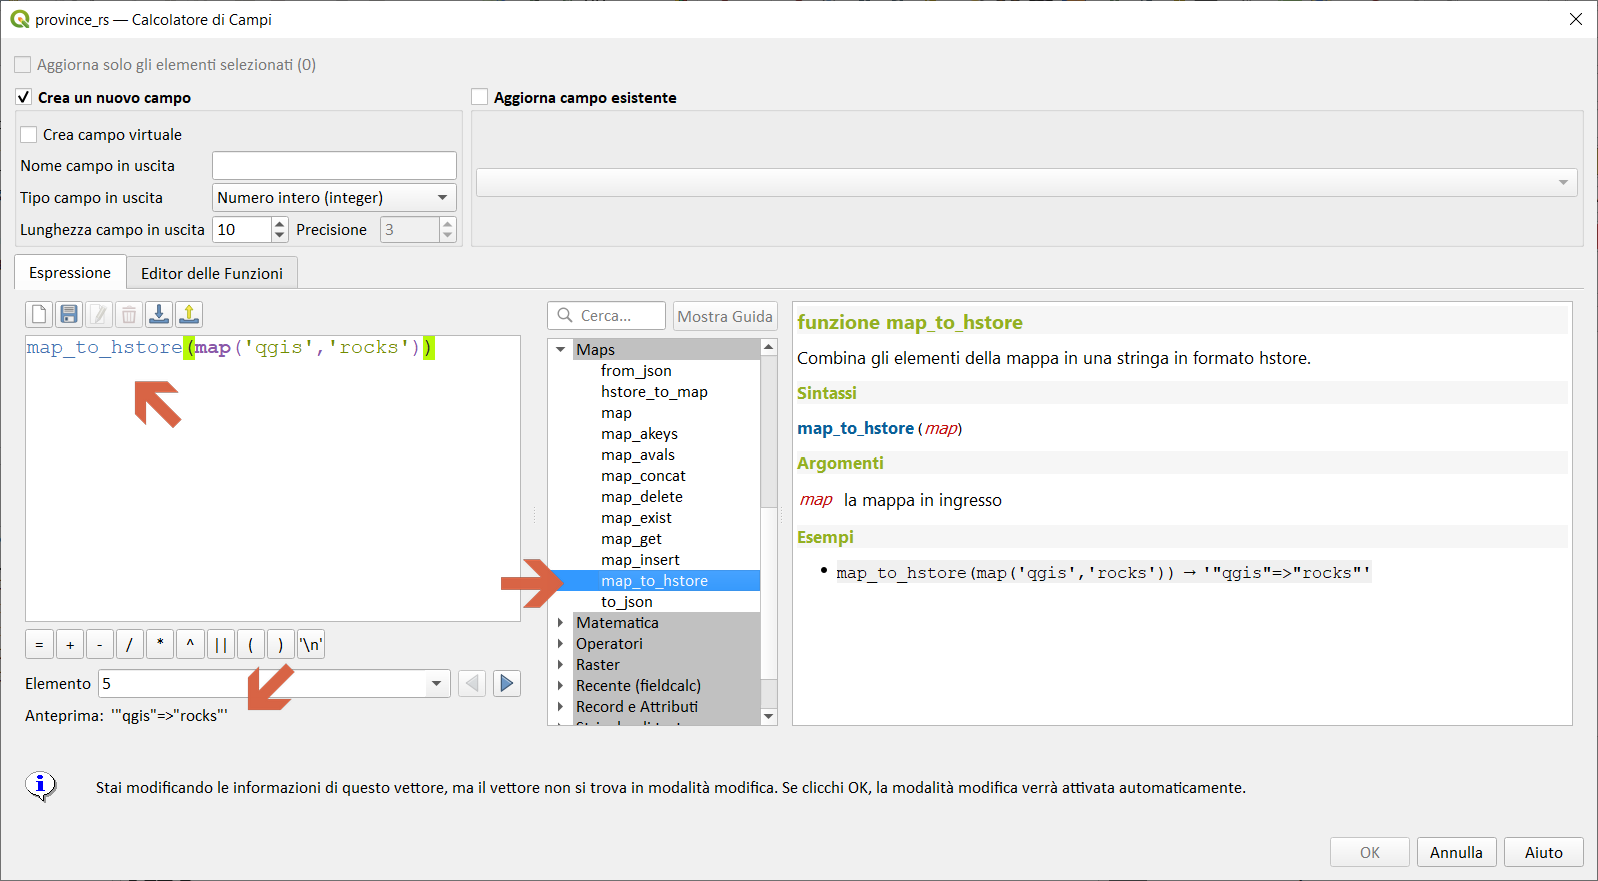 province_rs — Calcolatore di Campi
Aggiorna solo gli elementi selezionati (0)
Crea un nuovo campo
Aggiorna campo esistente
Crea campo virtuale
Nome campo in uscita
Tipo campo in uscita
Numero intero (integer)
Lunghezza campo in uscita
10
Precisione
3
Espressione
Editor delle Funzioni
map_to_hstore(map('qgis','rocks'))
= + - / * ^ || ( ) '\n'
Elemento
5
Anteprima: '"qgis"=>"rocks"'
Cerca...
Mostra Guida
Maps
from_json
hstore_to_map
map
map_akeys
map_avals
map_concat
map_delete
map_exist
map_get
map_insert
map_to_hstore
to_json
Matematica
Operatori
Raster
Recente (fieldcalc)
Record e Attributi
funzione map_to_hstore
Combina gli elementi della mappa in una stringa in formato hstore.
Sintassi
map_to_hstore(map)
Argomenti
map la mappa in ingresso
Esempi
• map_to_hstore(map('qgis','rocks')) → '"qgis"=>"rocks"'
Stai modificando le informazioni di questo vettore, ma il vettore non si trova in modalità modifica. Se clicchi OK, la modalità modifica verrà attivata automaticamente.
OK
Annulla
Aiuto